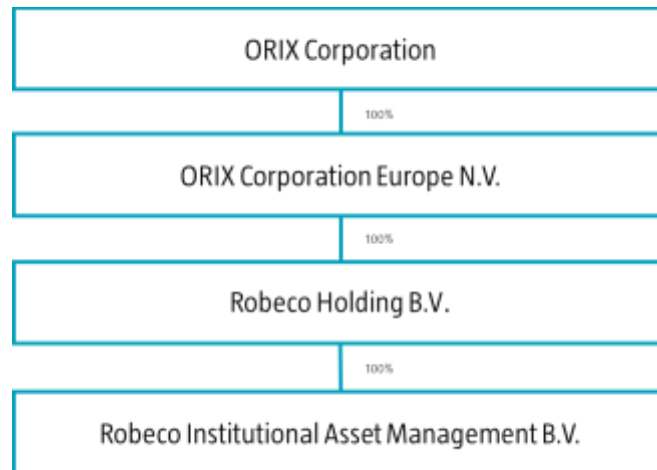 ORIX Corporation
100%
ORIX Corporation Europe N.V.
100%
Robeco Holding B.V.
100%
Robeco Institutional Asset Management B.V.